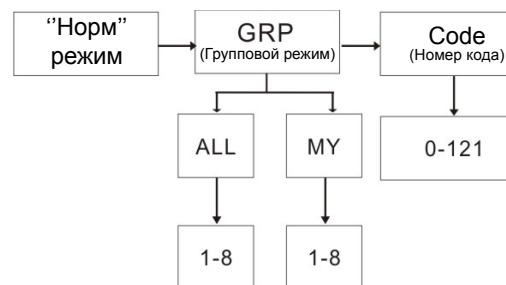 ‘‘Норм’’
режим
GRP
(Групповой режим)
Code
(Номер кода)
ALL
MY
0-121
1-8
1-8